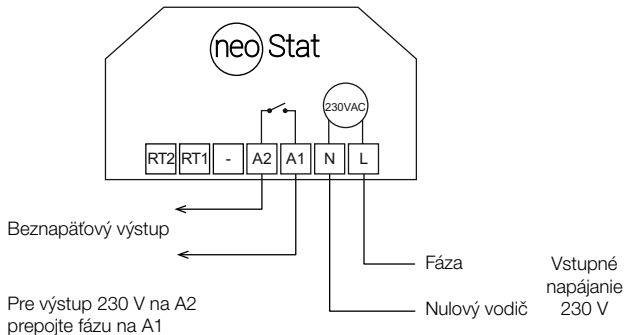 neo Stat
230VAC
RT2 RT1 - A2 A1 N L
Beznapäťový výstup
Fáza
Nulový vodič
Vstupné
napájanie
230 V
Pre výstup 230 V na A2
prepojte fázu na A1